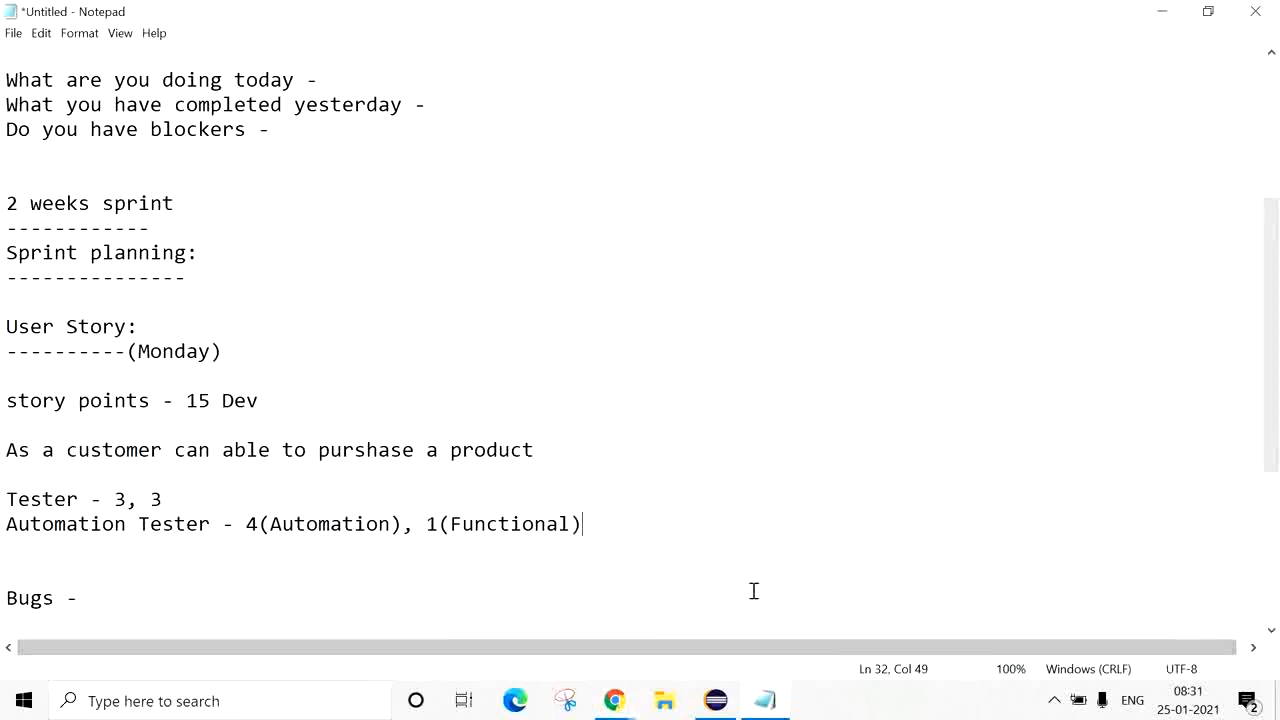 *Untitled - Notepad
File Edit Format View Help
What are you doing today -
What you have completed yesterday -
Do you have blockers -
2 weeks sprint
------------
Sprint planning:
---------------
User Story:
----------(Monday)
story points - 15 Dev
As a customer can able to purshase a product
Tester - 3, 3
Automation Tester - 4(Automation), 1(Functional)
Bugs -
Ln 32, Col 49 100% Windows (CRLF) UTF-8
Type here to search
ENG
08:31
25-01-2021
2